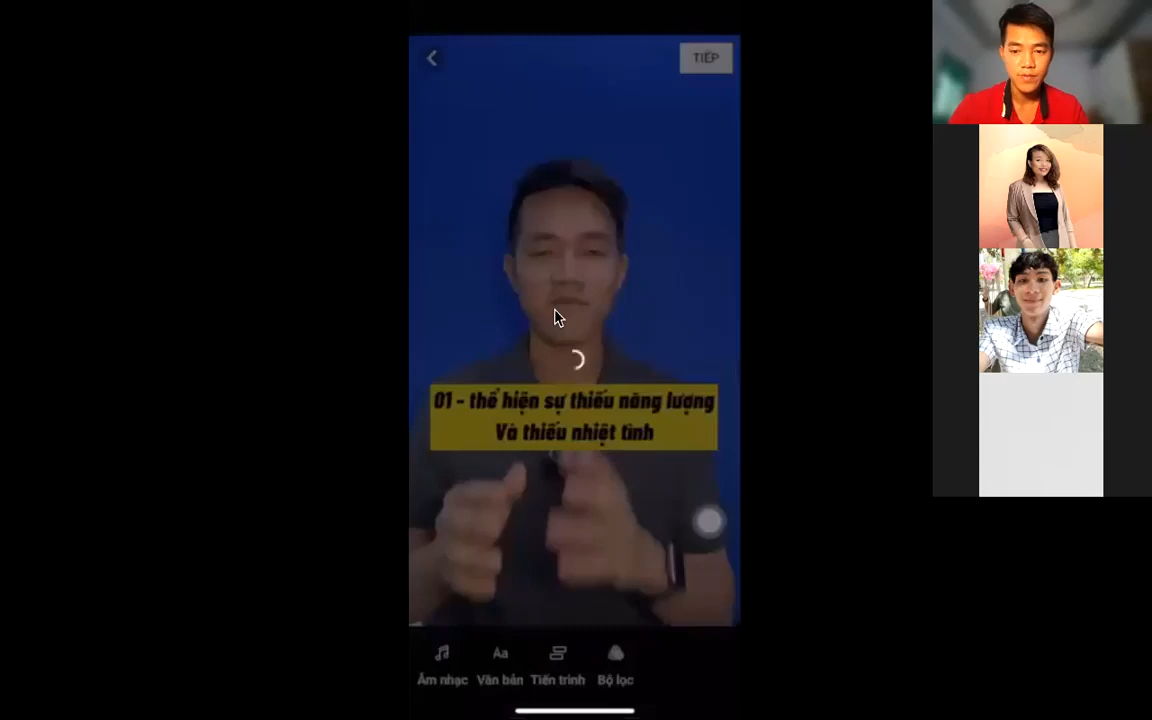 TIẾP
01 - thể hiện sự thiếu năng lượng
Và thiếu nhiệt tình
Aa
Âm nhạc
Văn bản
Tiến trình
Bộ lọc